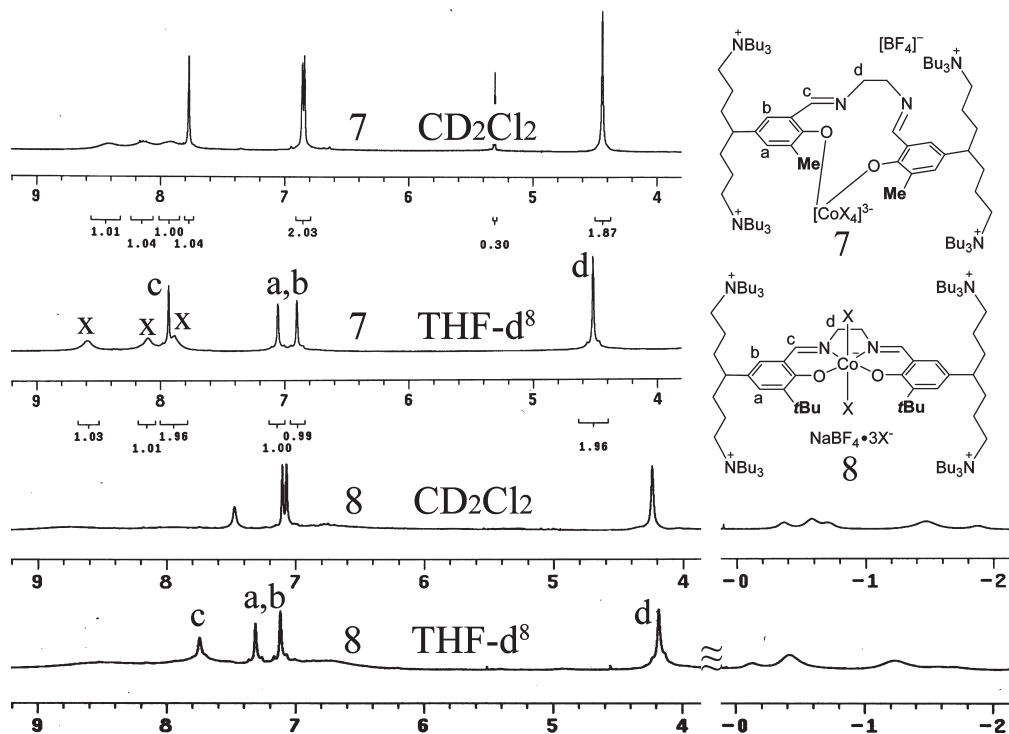 7 CD2Cl2
9 8 7 6 5 4
1.01 1.04 1.00 1.04 2.03 0.30 1.87
x x c x a,b 7 THF-d8 d
9 8 7 6 5 4
1.03 1.01 1.96 1.00 0.99 1.96
8 CD2Cl2
9 8 7 6 5 4 -0 -1 -2
c a,b 8 THF-d8 d
9 8 7 6 5 4 -0 -1 -2
+
NBu3
[BF4]−
+
Bu3N
d
c
N
N
b
a
O
Me
O
Me
[CoX4]3-
+
NBu3
+
Bu3N
7
+
NBu3
+
Bu3N
d
X
c
N
N
b
−
Co
O
O
a
tBu
X
tBu
NaBF4•3X-
+
NBu3
+
NBu3
8